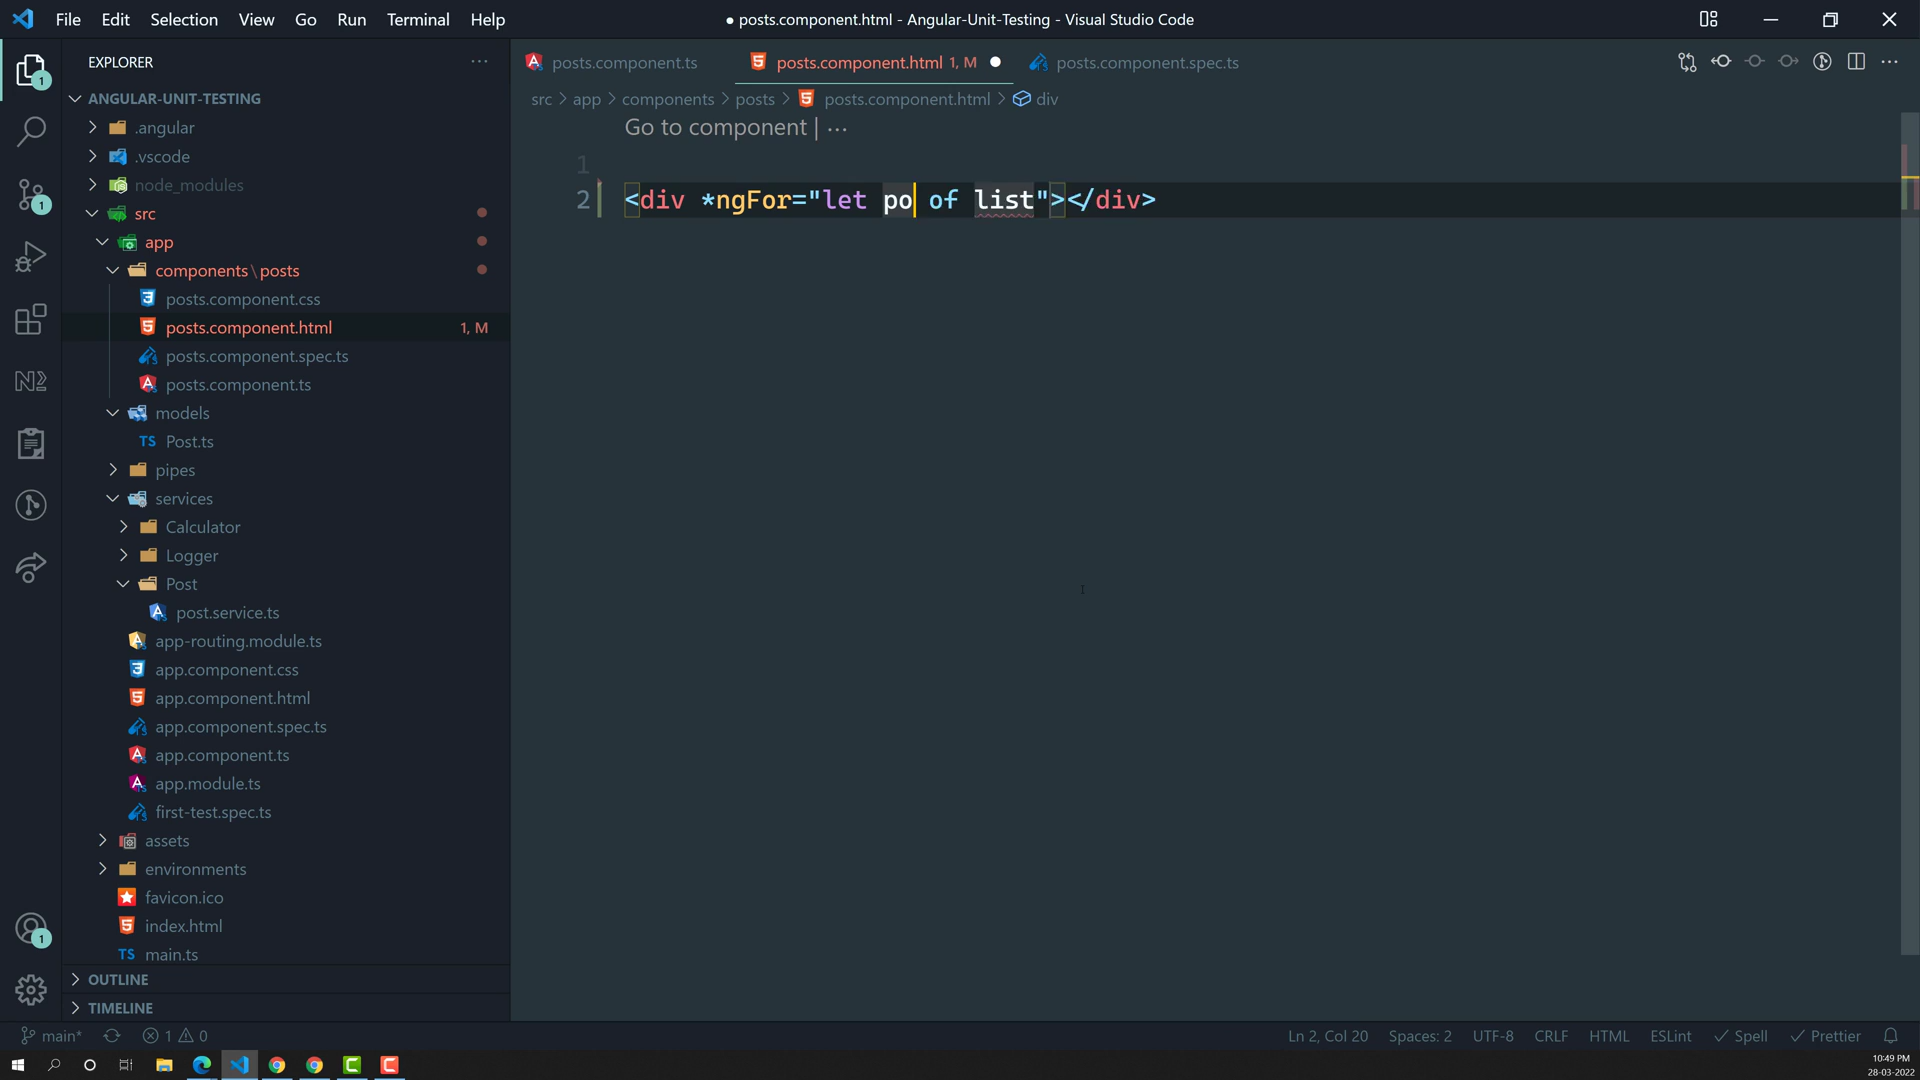 File Edit Selection View Go Run Terminal Help
● posts.component.html - Angular-Unit-Testing - Visual Studio Code
EXPLORER
ANGULAR-UNIT-TESTING
.angular
.vscode
node_modules
src
app
components\posts
posts.component.css
posts.component.html 1, M
posts.component.spec.ts
posts.component.ts
models
TS Post.ts
pipes
services
Calculator
Logger
Post
post.service.ts
app-routing.module.ts
app.component.css
app.component.html
app.component.spec.ts
app.component.ts
app.module.ts
first-test.spec.ts
assets
environments
favicon.ico
index.html
TS main.ts
OUTLINE
TIMELINE
posts.component.ts
posts.component.html 1, M
posts.component.spec.ts
src > app > components > posts > posts.component.html > div
Go to component | ...
1
2 <div *ngFor="let po of list"></div>
main* 1 0
Ln 2, Col 20 Spaces: 2 UTF-8 CRLF HTML ESLint Spell Prettier
10:49 PM
28-03-2022